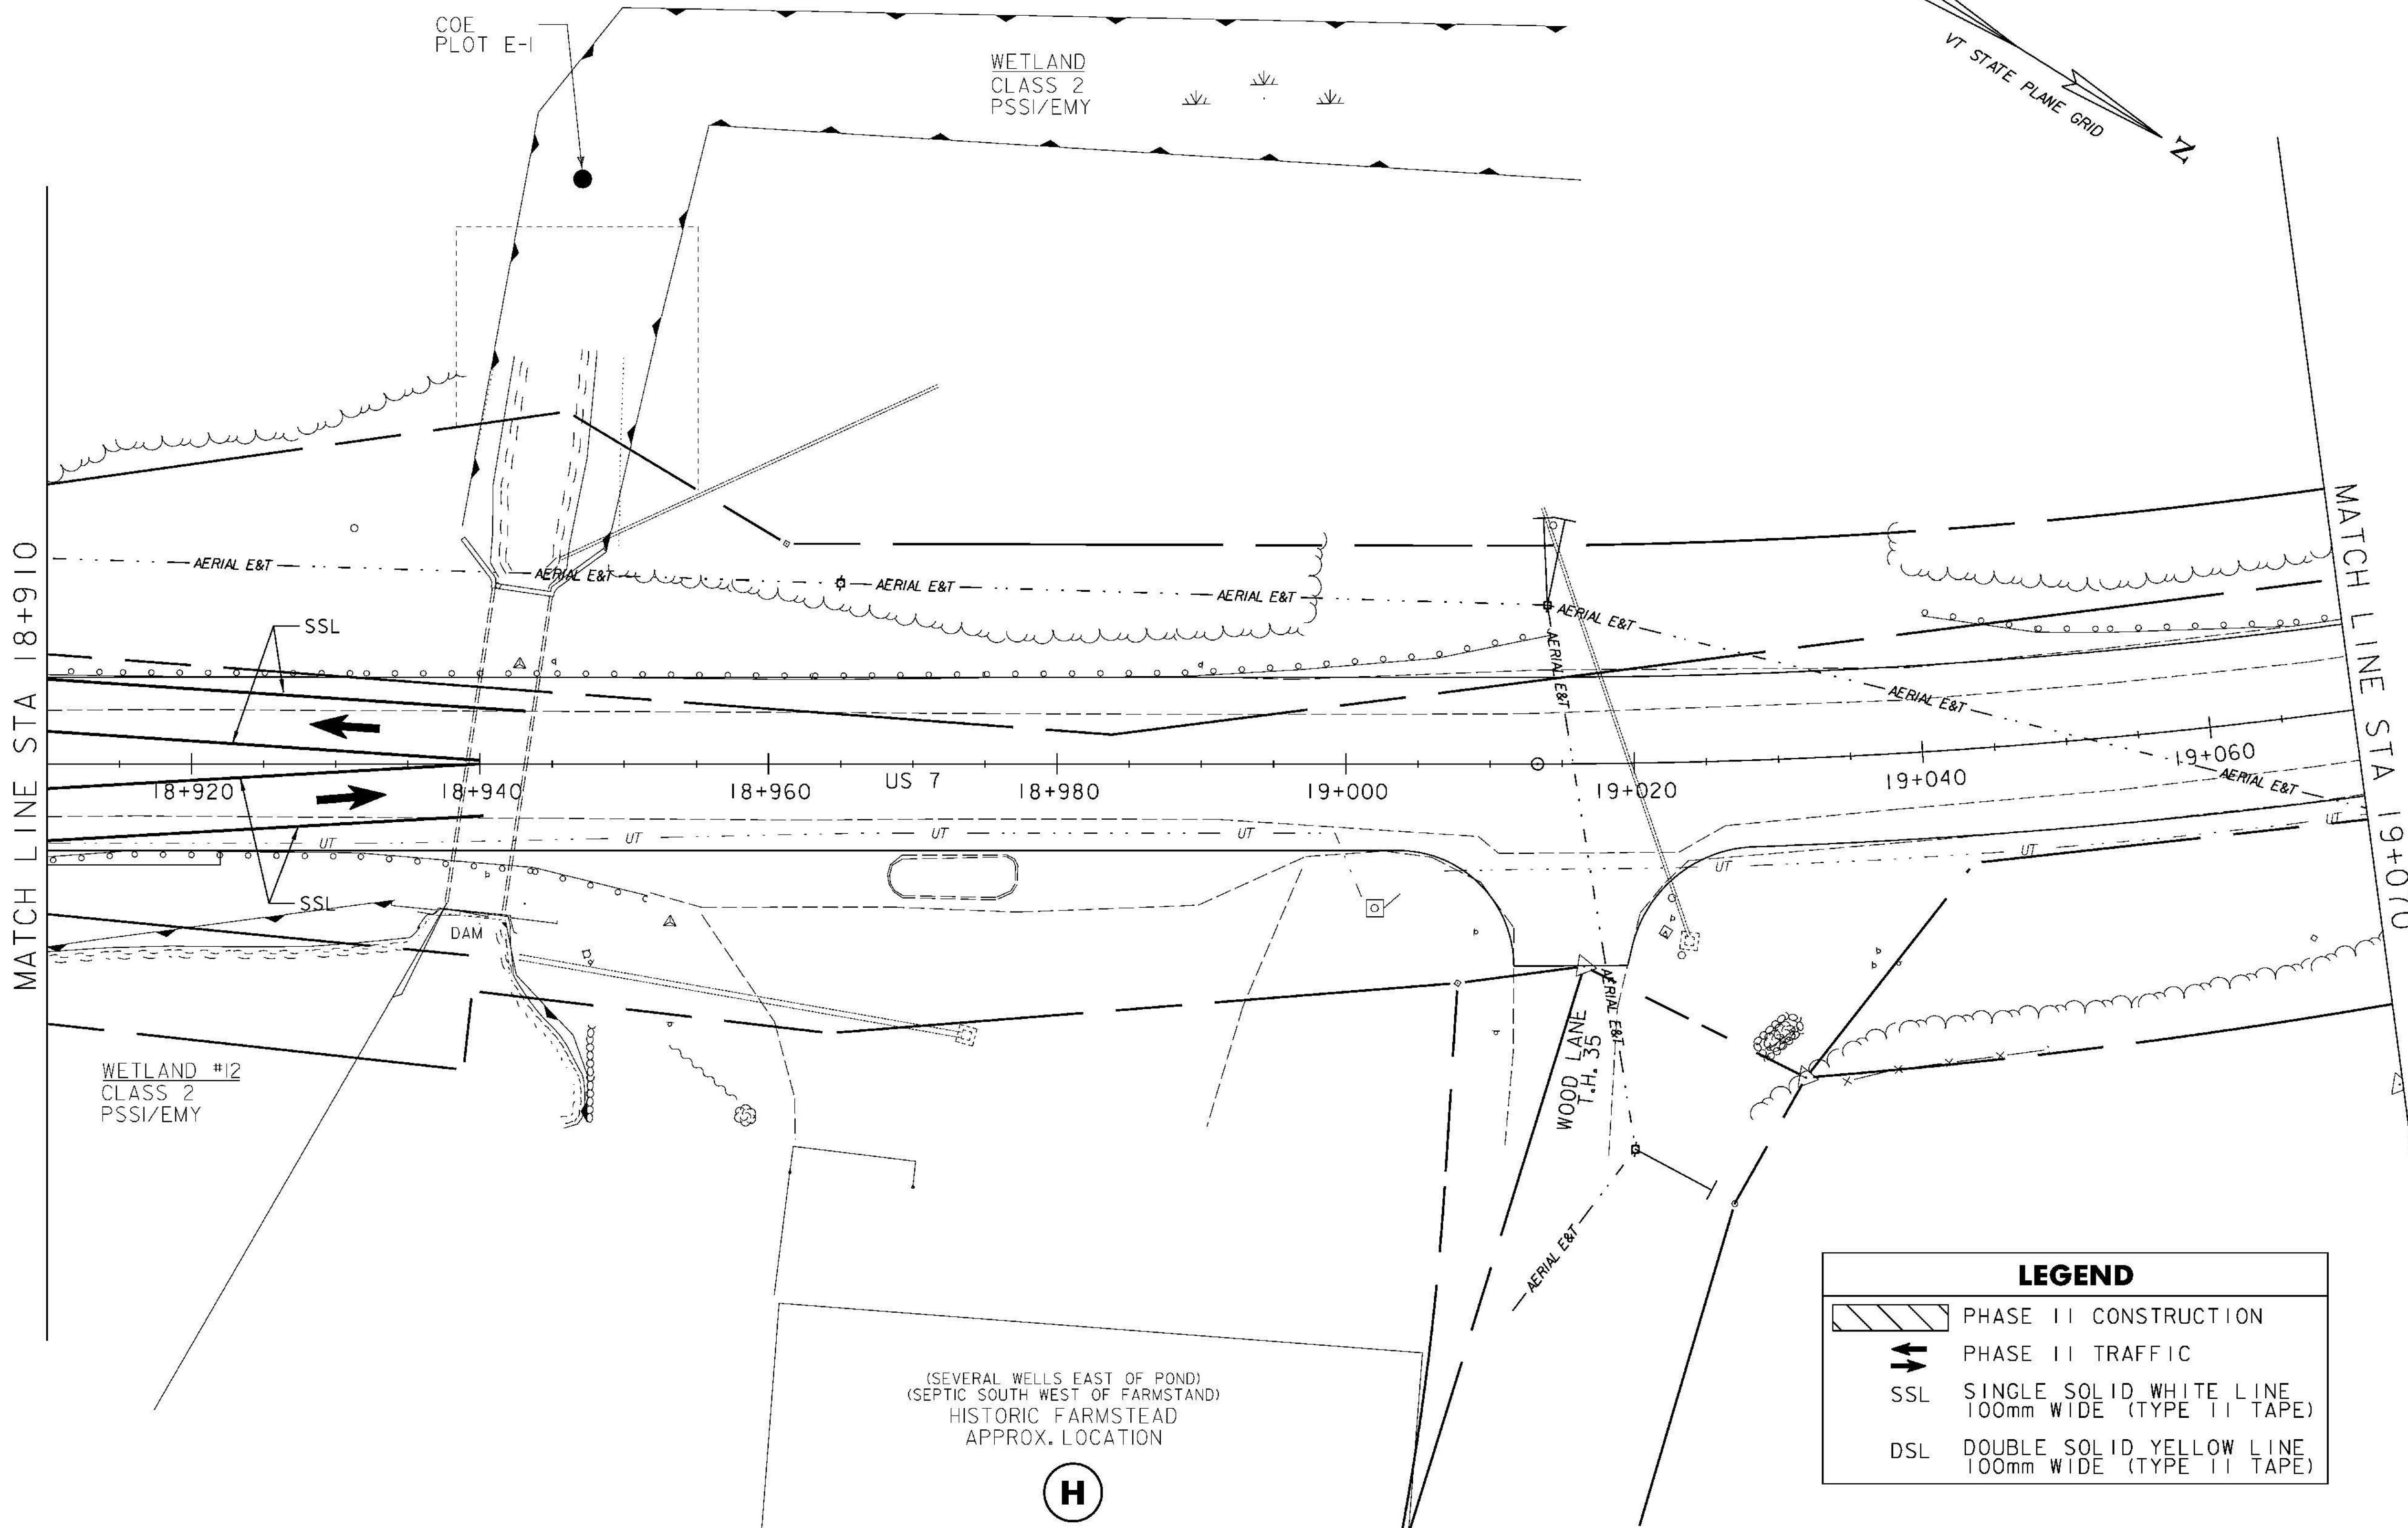 COE
PLOT E-1
WETLAND
CLASS 2
PSS1/EMY
VT STATE PLANE GRID
N
MATCH LINE STA 18+910
MATCH LINE STA 19+070
AERIAL E&T
AERIAL E&T
AERIAL E&T
AERIAL E&T
AERIAL E&T
AERIAL E&T
AERIAL E&T
AERIAL E&T
SSL
18+920
18+940
18+960
US 7
18+980
19+000
19+020
19+040
19+060
UT
UT
UT
UT
UT
UT
UT
SSL
DAM
WETLAND #12
CLASS 2
PSS1/EMY
WOOD LANE
T.H. 35
AERIAL E&T
AERIAL E&T
(SEVERAL WELLS EAST OF POND)
(SEPTIC SOUTH WEST OF FARMSTAND)
HISTORIC FARMSTEAD
APPROX. LOCATION
H
LEGEND
PHASE II CONSTRUCTION
PHASE II TRAFFIC
SSL SINGLE SOLID WHITE LINE
100mm WIDE (TYPE II TAPE)
DSL DOUBLE SOLID YELLOW LINE
100mm WIDE (TYPE II TAPE)